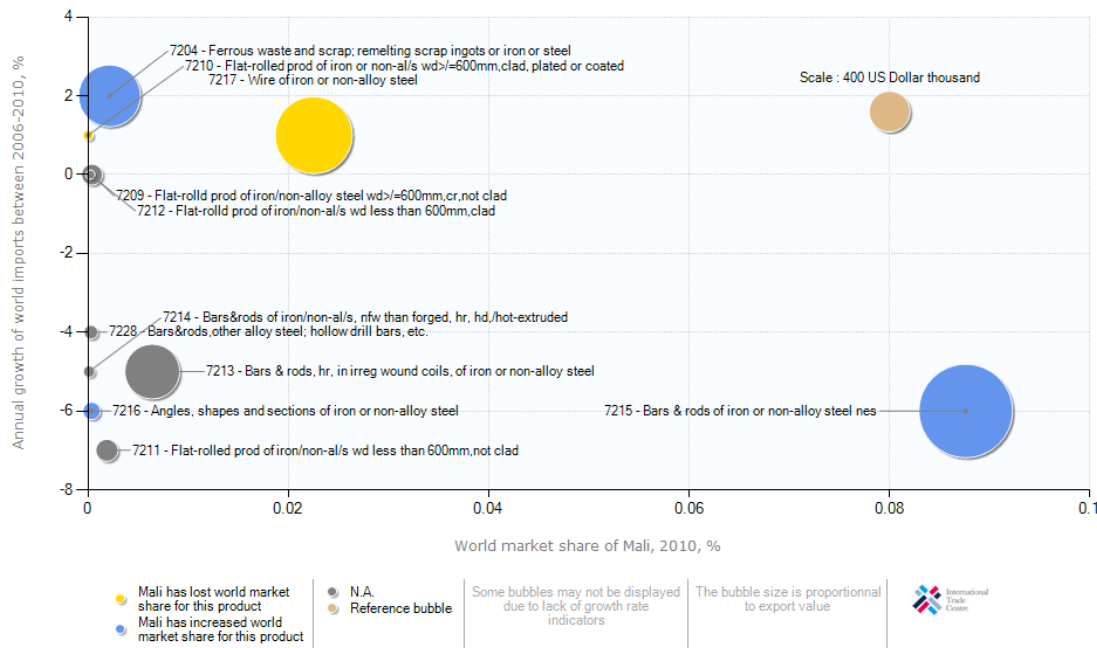 4
7204 - Ferrous waste and scrap; remelting scrap ingots or iron or steel
7210 - Flat-rolled prod of iron or non-al/s wd>/=600mm,clad, plated or coated
7217 - Wire of iron or non-alloy steel
Scale : 400 US Dollar thousand
2
0
7209 - Flat-rolld prod of iron/non-alloy steel wd>/=600mm,cr,not clad
7212 - Flat-rolld prod of iron/non-al/s wd less than 600mm,clad
-2
7214 - Bars&rods of iron/non-al/s, nfw than forged, hr, hd,/hot-extruded
-4
7228 - Bars&rods,other alloy steel; hollow drill bars, etc.
7213 - Bars & rods, hr, in irreg wound coils, of iron or non-alloy steel
-6
7216 - Angles, shapes and sections of iron or non-alloy steel
7215 - Bars & rods of iron or non-alloy steel nes
7211 - Flat-rolled prod of iron/non-al/s wd less than 600mm,not clad
-8
Annual growth of world imports between 2006-2010, %
0 0.02 0.04 0.06 0.08 0.1
World market share of Mali, 2010, %
Mali has lost world market
share for this product
Mali has increased world
market share for this product
N.A.
Reference bubble
Some bubbles may not be displayed
due to lack of growth rate
indicators
The bubble size is proportionnal
to export value
International
Trade
Centre